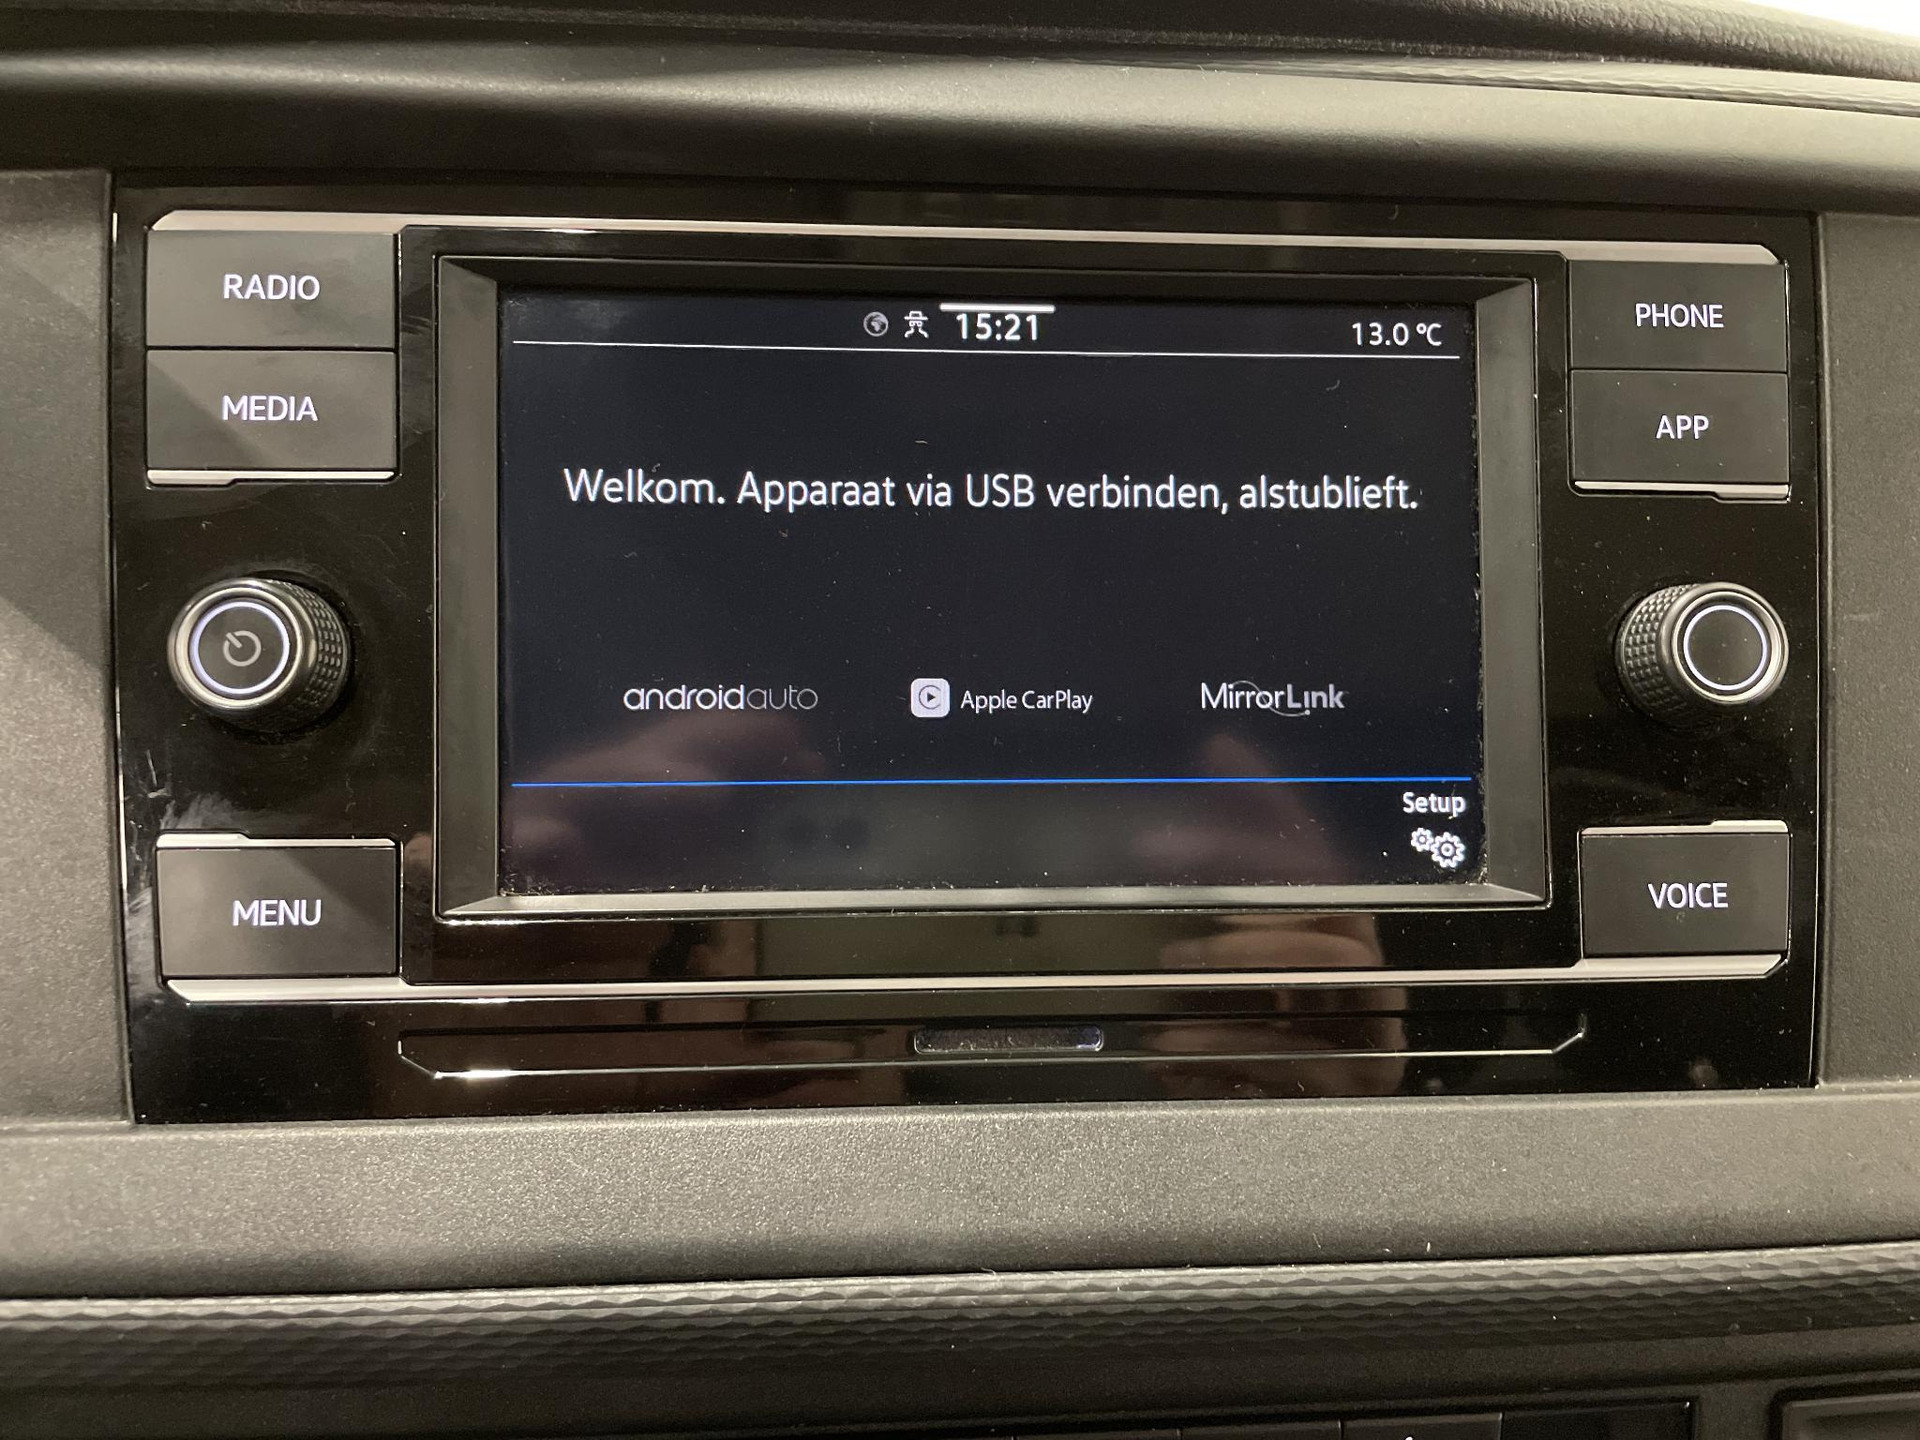 RADIO
MEDIA
MENU
15:21
13.0 °C
Welkom. Apparaat via USB verbinden, alstublieft.
androidauto
Apple CarPlay
MirrorLink
Setup
PHONE
APP
VOICE